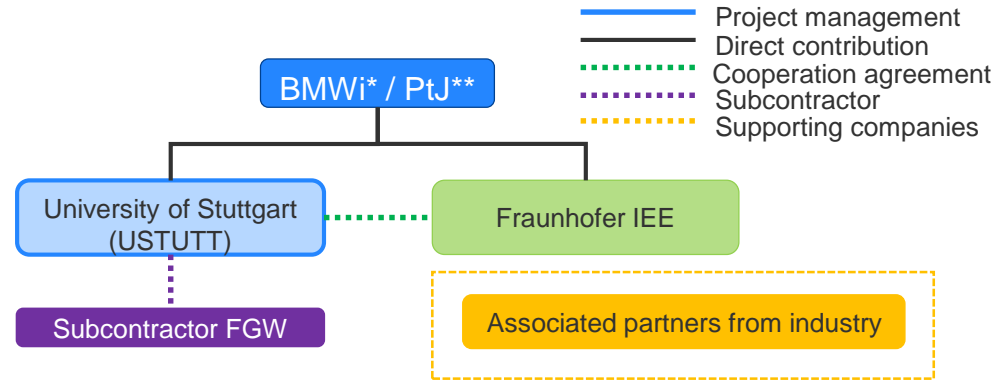 Project management
Direct contribution
Cooperation agreement
Subcontractor
Supporting companies
BMWi* / PtJ**
University of Stuttgart
(USTUTT)
Fraunhofer IEE
Subcontractor FGW
Associated partners from industry